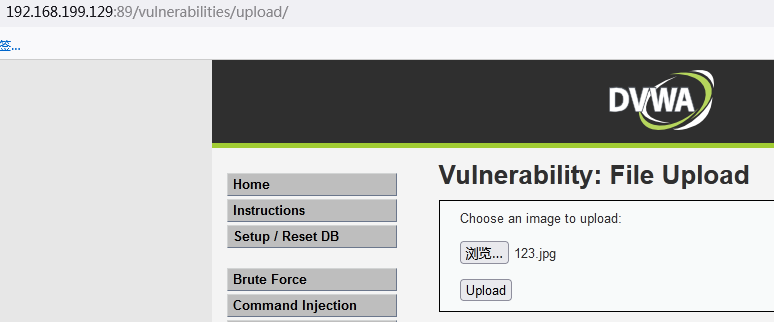 192.168.199.129:89/vulnerabilities/upload/
签...
DVWA
Vulnerability: File Upload
Home
Instructions
Setup / Reset DB
Brute Force
Command Injection
Choose an image to upload:
浏览... 123.jpg
Upload